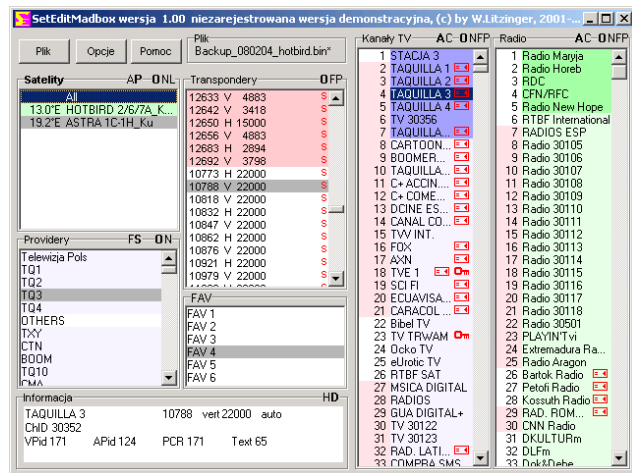 SetEditMadbox wersja 1.00 niezarejestrowana wersja demonstracyjna, (c) by W.Litzinger, 2001-...
Plik
Opcje
Pomoc
Plik
Backup_080204_hotbird.bin*
Satelity AP ONL
All
13.0°E HOTBIRD 2/6/7A_K...
19.2°E ASTRA 1C-1H_Ku
Transpondery OFP
12633 V 4883 S
12642 V 3418 S
12650 H 15000 S
12656 V 4883 S
12683 H 2894 S
12692 V 3798 S
10773 H 22000 S
10788 V 22000 S
10818 V 22000 S
10832 H 22000 S
10847 V 22000 S
10862 H 22000 S
10876 V 22000 S
10921 H 22000 S
10979 V 22000 S
Providery FS ON
Telewizja Pols
TQ1
TQ2
TQ3
TQ4
OTHERS
TXY
CTN
BOOM
TQ10
CMA
FAV
FAV 1
FAV 2
FAV 3
FAV 4
FAV 5
FAV 6
Informacja HD
TAQUILLA 3 10788 vert 22000 auto
ChID 30352
VPid 171 APid 124 PCR 171 Text 65
Kanały TV AC ONFP
1 STACJA 3
2 TAQUILLA 1
3 TAQUILLA 2
4 TAQUILLA 3
5 TAQUILLA 4
6 TV 30356
7 TAQUILLA...
8 CARTOON...
9 BOOMER...
10 TAQUILLA...
11 C+ ACCIN....
12 C+ COME...
13 DCINE ES...
14 CANAL CO...
15 TVV INT.
16 FOX
17 AXN
18 TVE 1
19 SCI FI
20 ECUAVISA...
21 CARACOL ...
22 Bibel TV
23 TV TRWAM
24 Ocko TV
25 eUrotic TV
26 RTBF SAT
27 MSICA DIGITAL
28 RADIOS
29 GUA DIGITAL+
30 TV 30122
31 TV 30123
32 RAD. LATI...
33 COMPRA SMS
Radio AC ONFP
1 Radio Maryja
2 Radio Horeb
3 RDC
4 CFN/RFC
5 Radio New Hope
6 RTBF International
7 RADIOS ESP
8 Radio 30105
9 Radio 30106
10 Radio 30107
11 Radio 30108
12 Radio 30109
13 Radio 30110
14 Radio 30111
15 Radio 30112
16 Radio 30113
17 Radio 30114
18 Radio 30115
19 Radio 30116
20 Radio 30117
21 Radio 30118
22 Radio 30501
23 PLAYIN'Tvi
24 Extremadura Ra...
25 Radio Aragon
26 Bartok Radio
27 Petofi Radio
28 Kossuth Radio
29 RAD. ROM...
30 CNN Radio
31 DKULTURm
32 DLFm
33 Dok&Debe